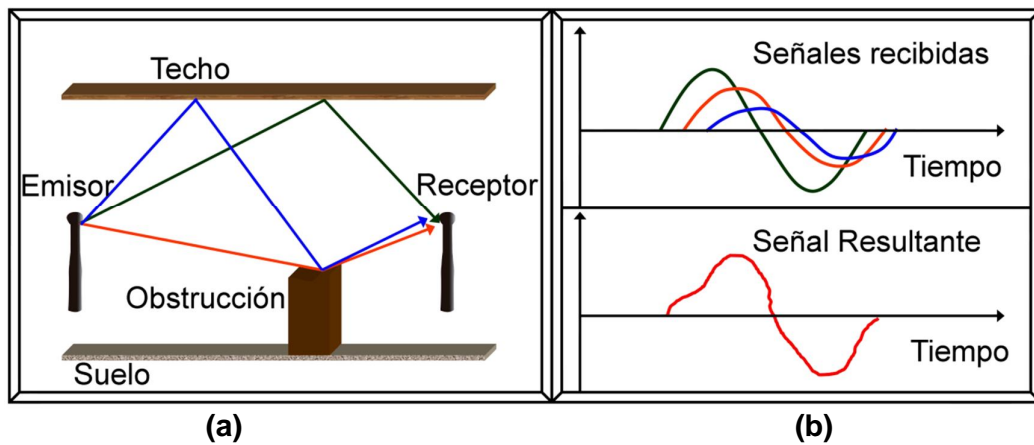 Techo
Emisor
Receptor
Obstrucción
Suelo
(a)
Señales recibidas
Tiempo
Señal Resultante
Tiempo
(b)